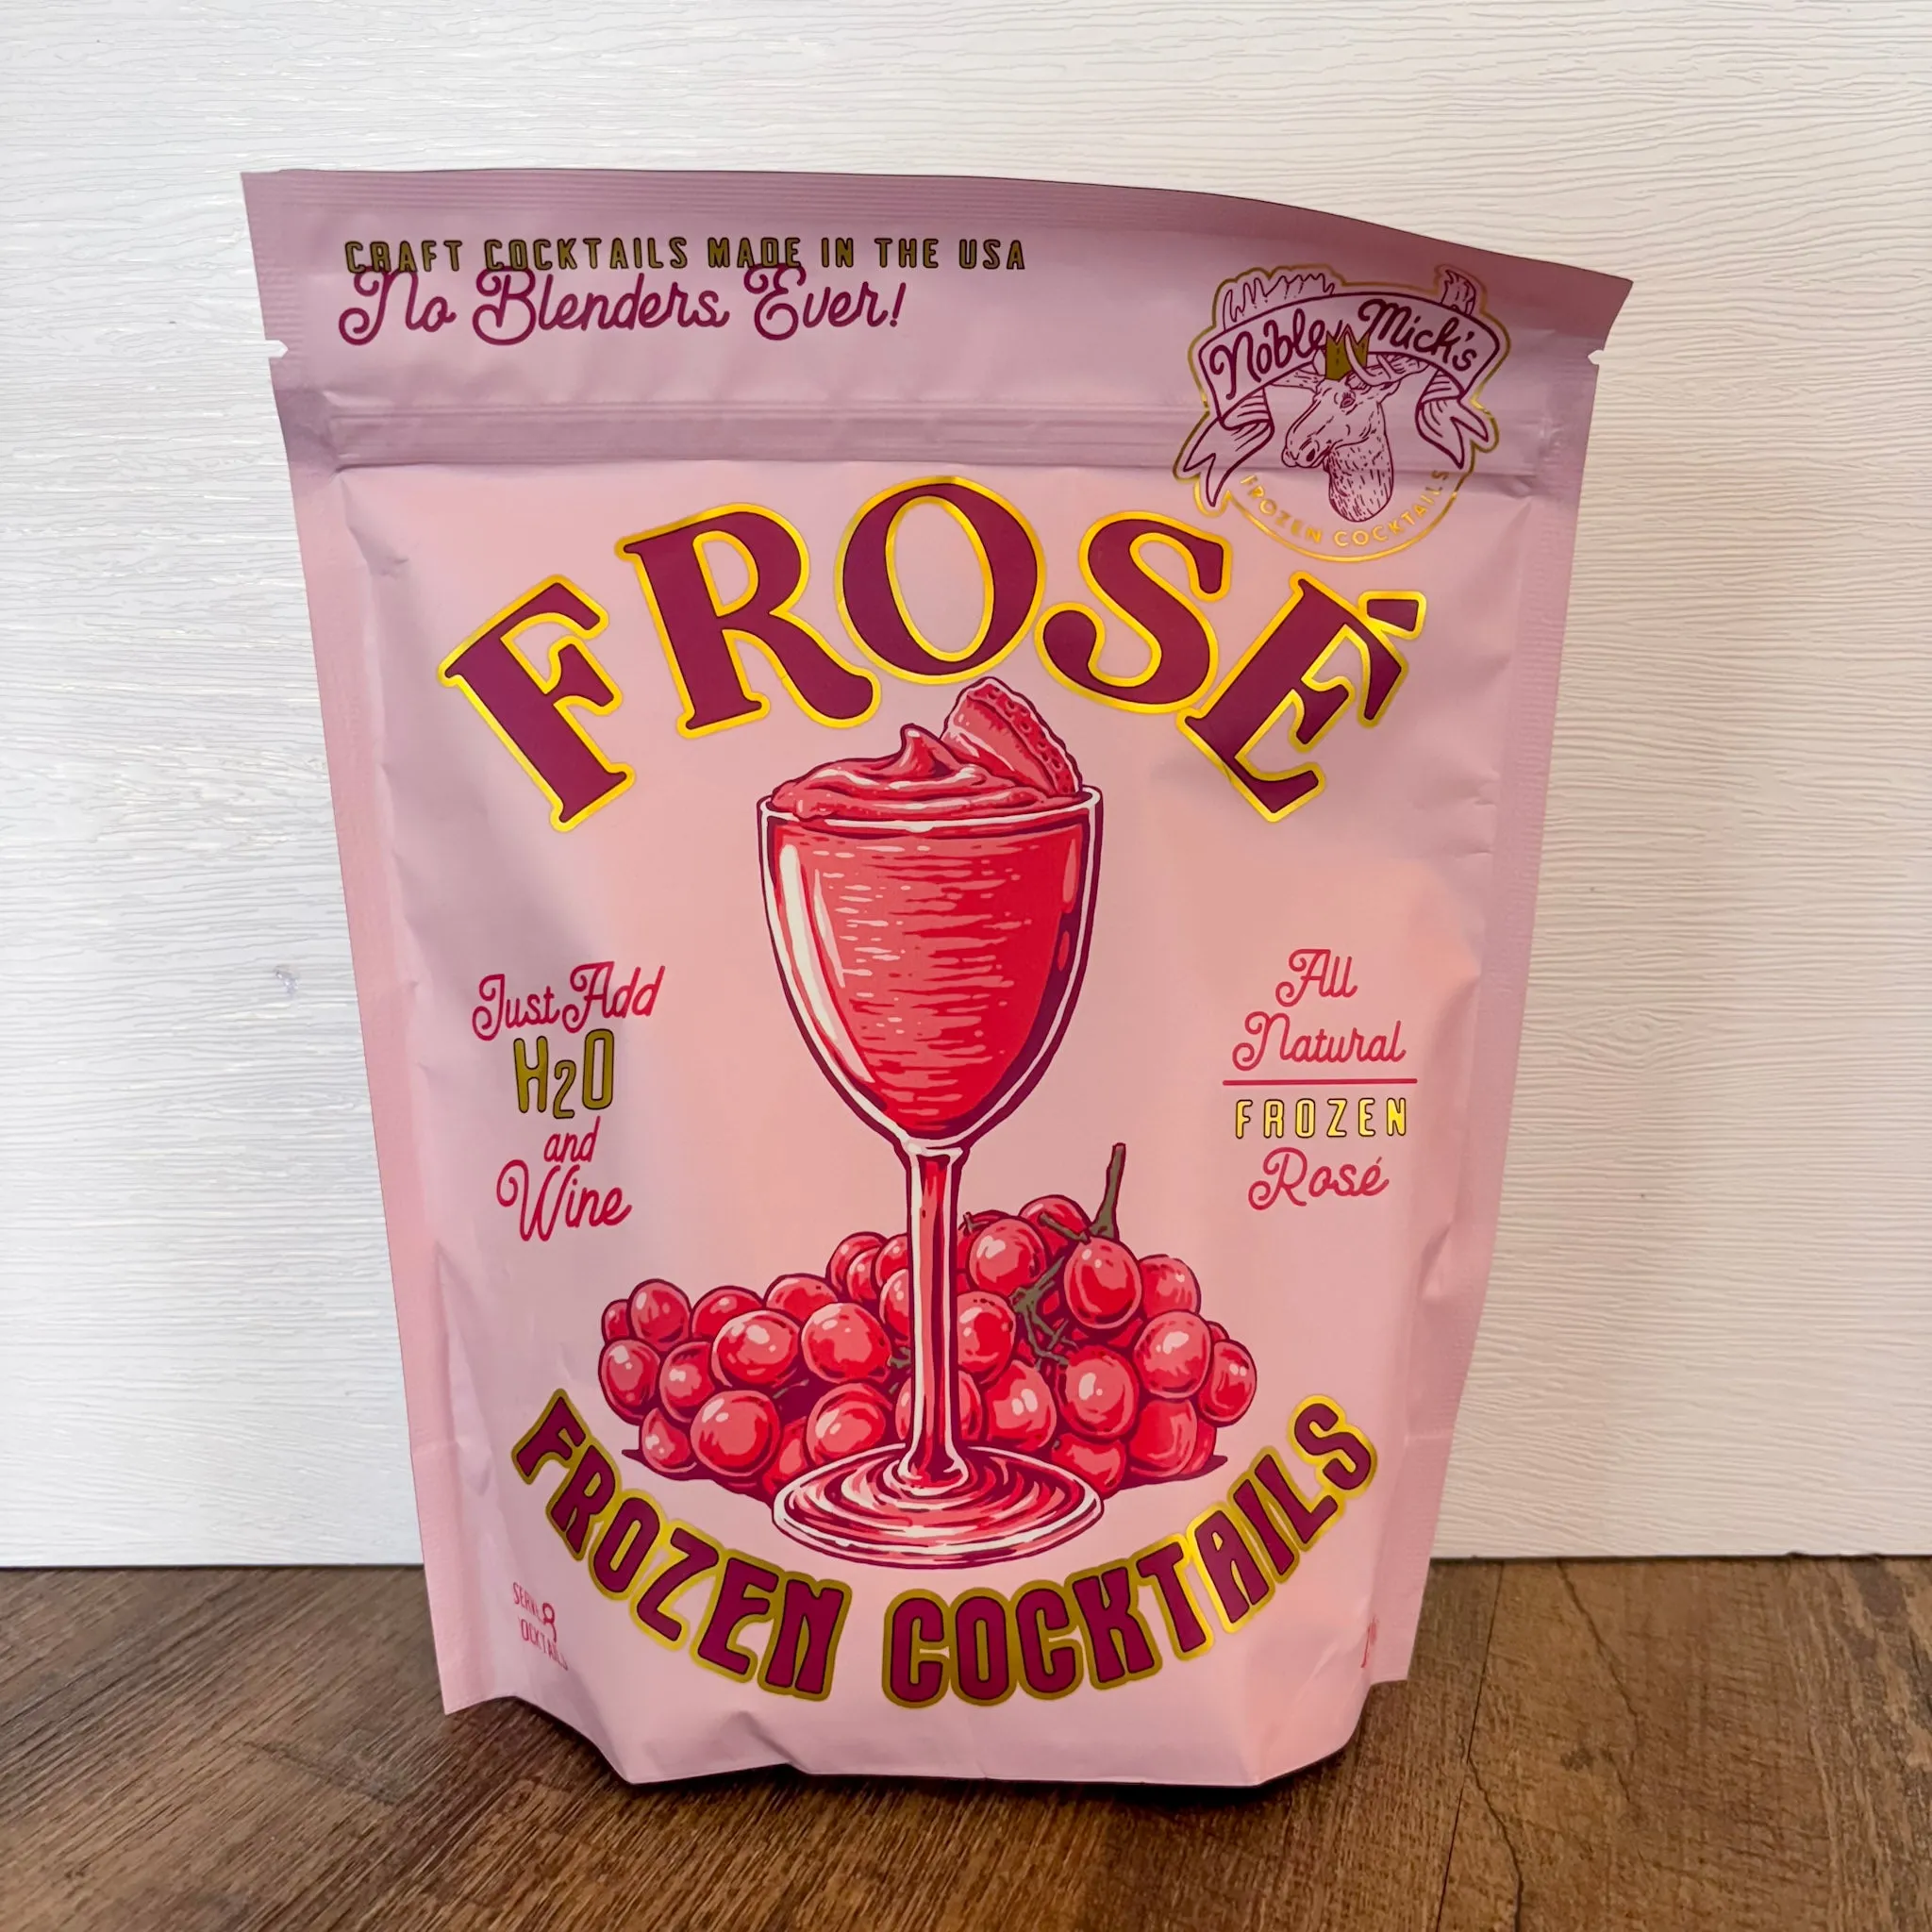 CRAFT COCKTAILS MADE IN THE USA
No Blenders Ever!
Noble Mick's
FROZEN COCKTAILS
FROSÉ
Just Add
H2O
and
Wine
All
Natural
FROZEN
Rosé
FROZEN COCKTAILS
8